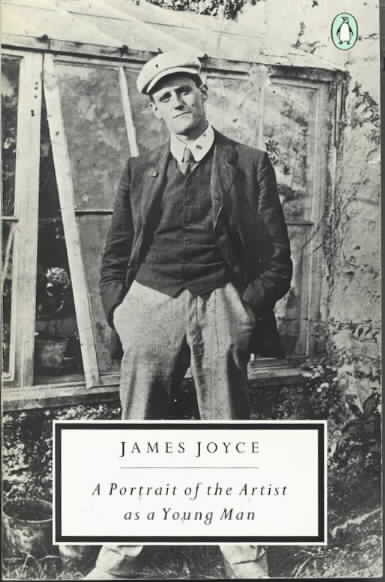 JAMES JOYCE
A Portrait of the Artist
as a Young Man